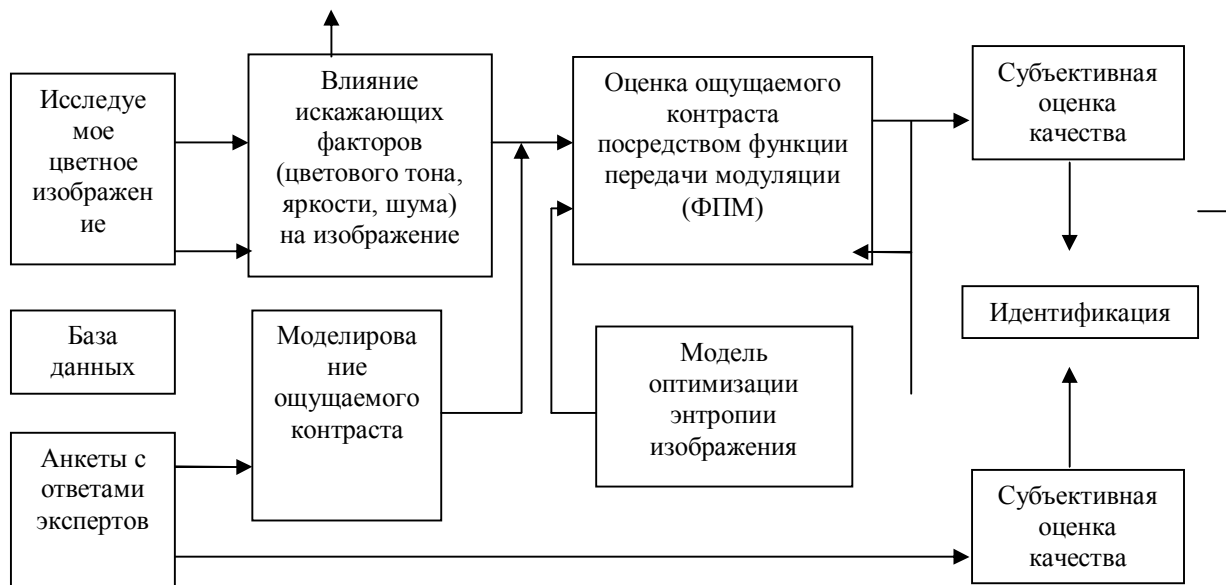 Исследуе
мое
цветное
изображен
ие
Влияние
искажающих
факторов
(цветового тона,
яркости, шума)
на изображение
Оценка ощущаемого
контраста
посредством функции
передачи модуляции
(ФПМ)
Субъективная
оценка
качества
База
данных
Моделирова
ние
ощущаемого
контраста
Модель
оптимизации
энтропии
изображения
Идентификация
Анкеты с
ответами
экспертов
Субъективная
оценка
качества